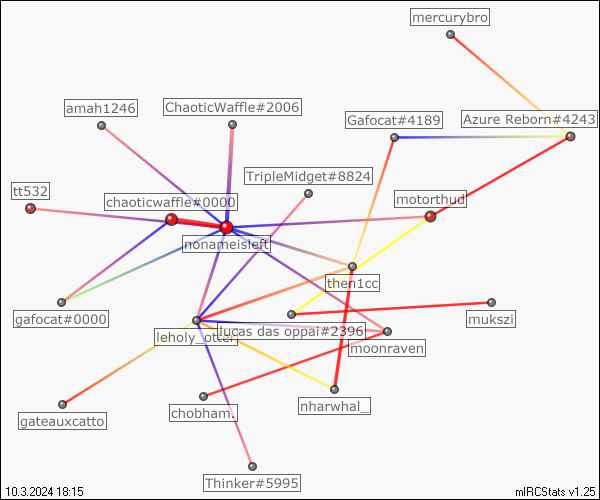 mercurybro
amah1246
ChaoticWaffle#2006
Gafocat#4189
Azure Reborn#4243
TripleMidget#8824
tt532
chaoticwaffle#0000
motorthud
nonameisleft
then1cc
gafocat#0000
mukszi
lucas das oppai#2396
moonraven
nharwhal_
chobham.
gateauxcatto
Thinker#5995
10.3.2024 18:15
mIRCStats v1.25